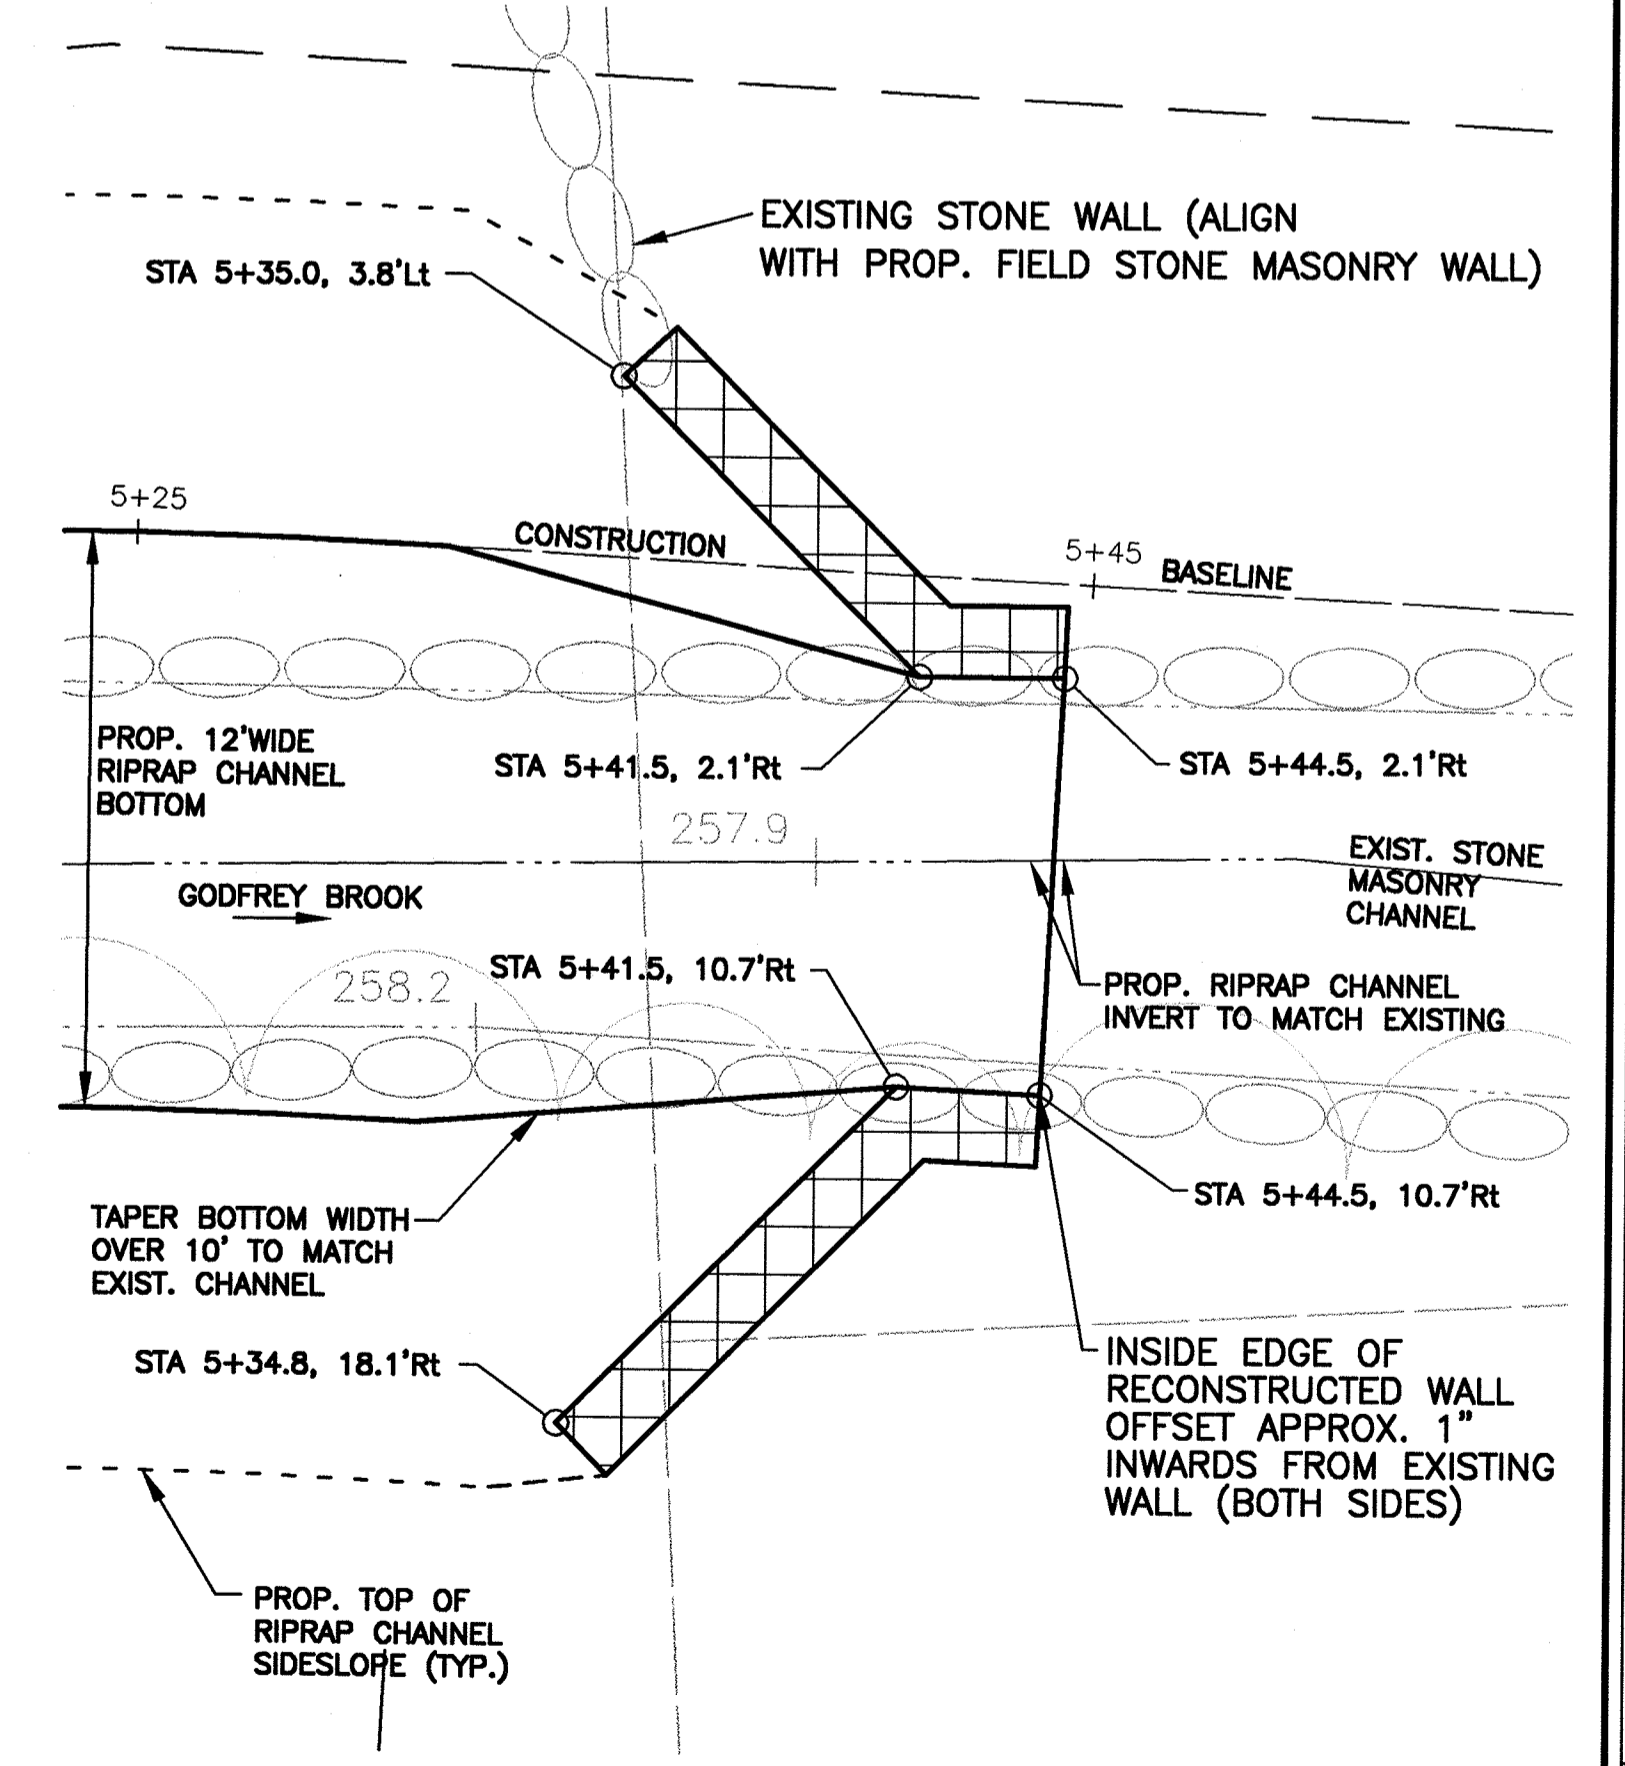 EXISTING STONE WALL (ALIGN
WITH PROP. FIELD STONE MASONRY WALL)
STA 5+35.0, 3.8'Lt
5+25
CONSTRUCTION
5+45
BASELINE
PROP. 12'WIDE
RIPRAP CHANNEL
BOTTOM
STA 5+41.5, 2.1'Rt
STA 5+44.5, 2.1'Rt
257.9
EXIST. STONE
MASONRY
CHANNEL
GODFREY BROOK
STA 5+41.5, 10.7'Rt
258.2
PROP. RIPRAP CHANNEL
INVERT TO MATCH EXISTING
STA 5+44.5, 10.7'Rt
TAPER BOTTOM WIDTH
OVER 10' TO MATCH
EXIST. CHANNEL
STA 5+34.8, 18.1'Rt
INSIDE EDGE OF
RECONSTRUCTED WALL
OFFSET APPROX. 1"
INWARDS FROM EXISTING
WALL (BOTH SIDES)
PROP. TOP OF
RIPRAP CHANNEL
SIDESLOPE (TYP.)